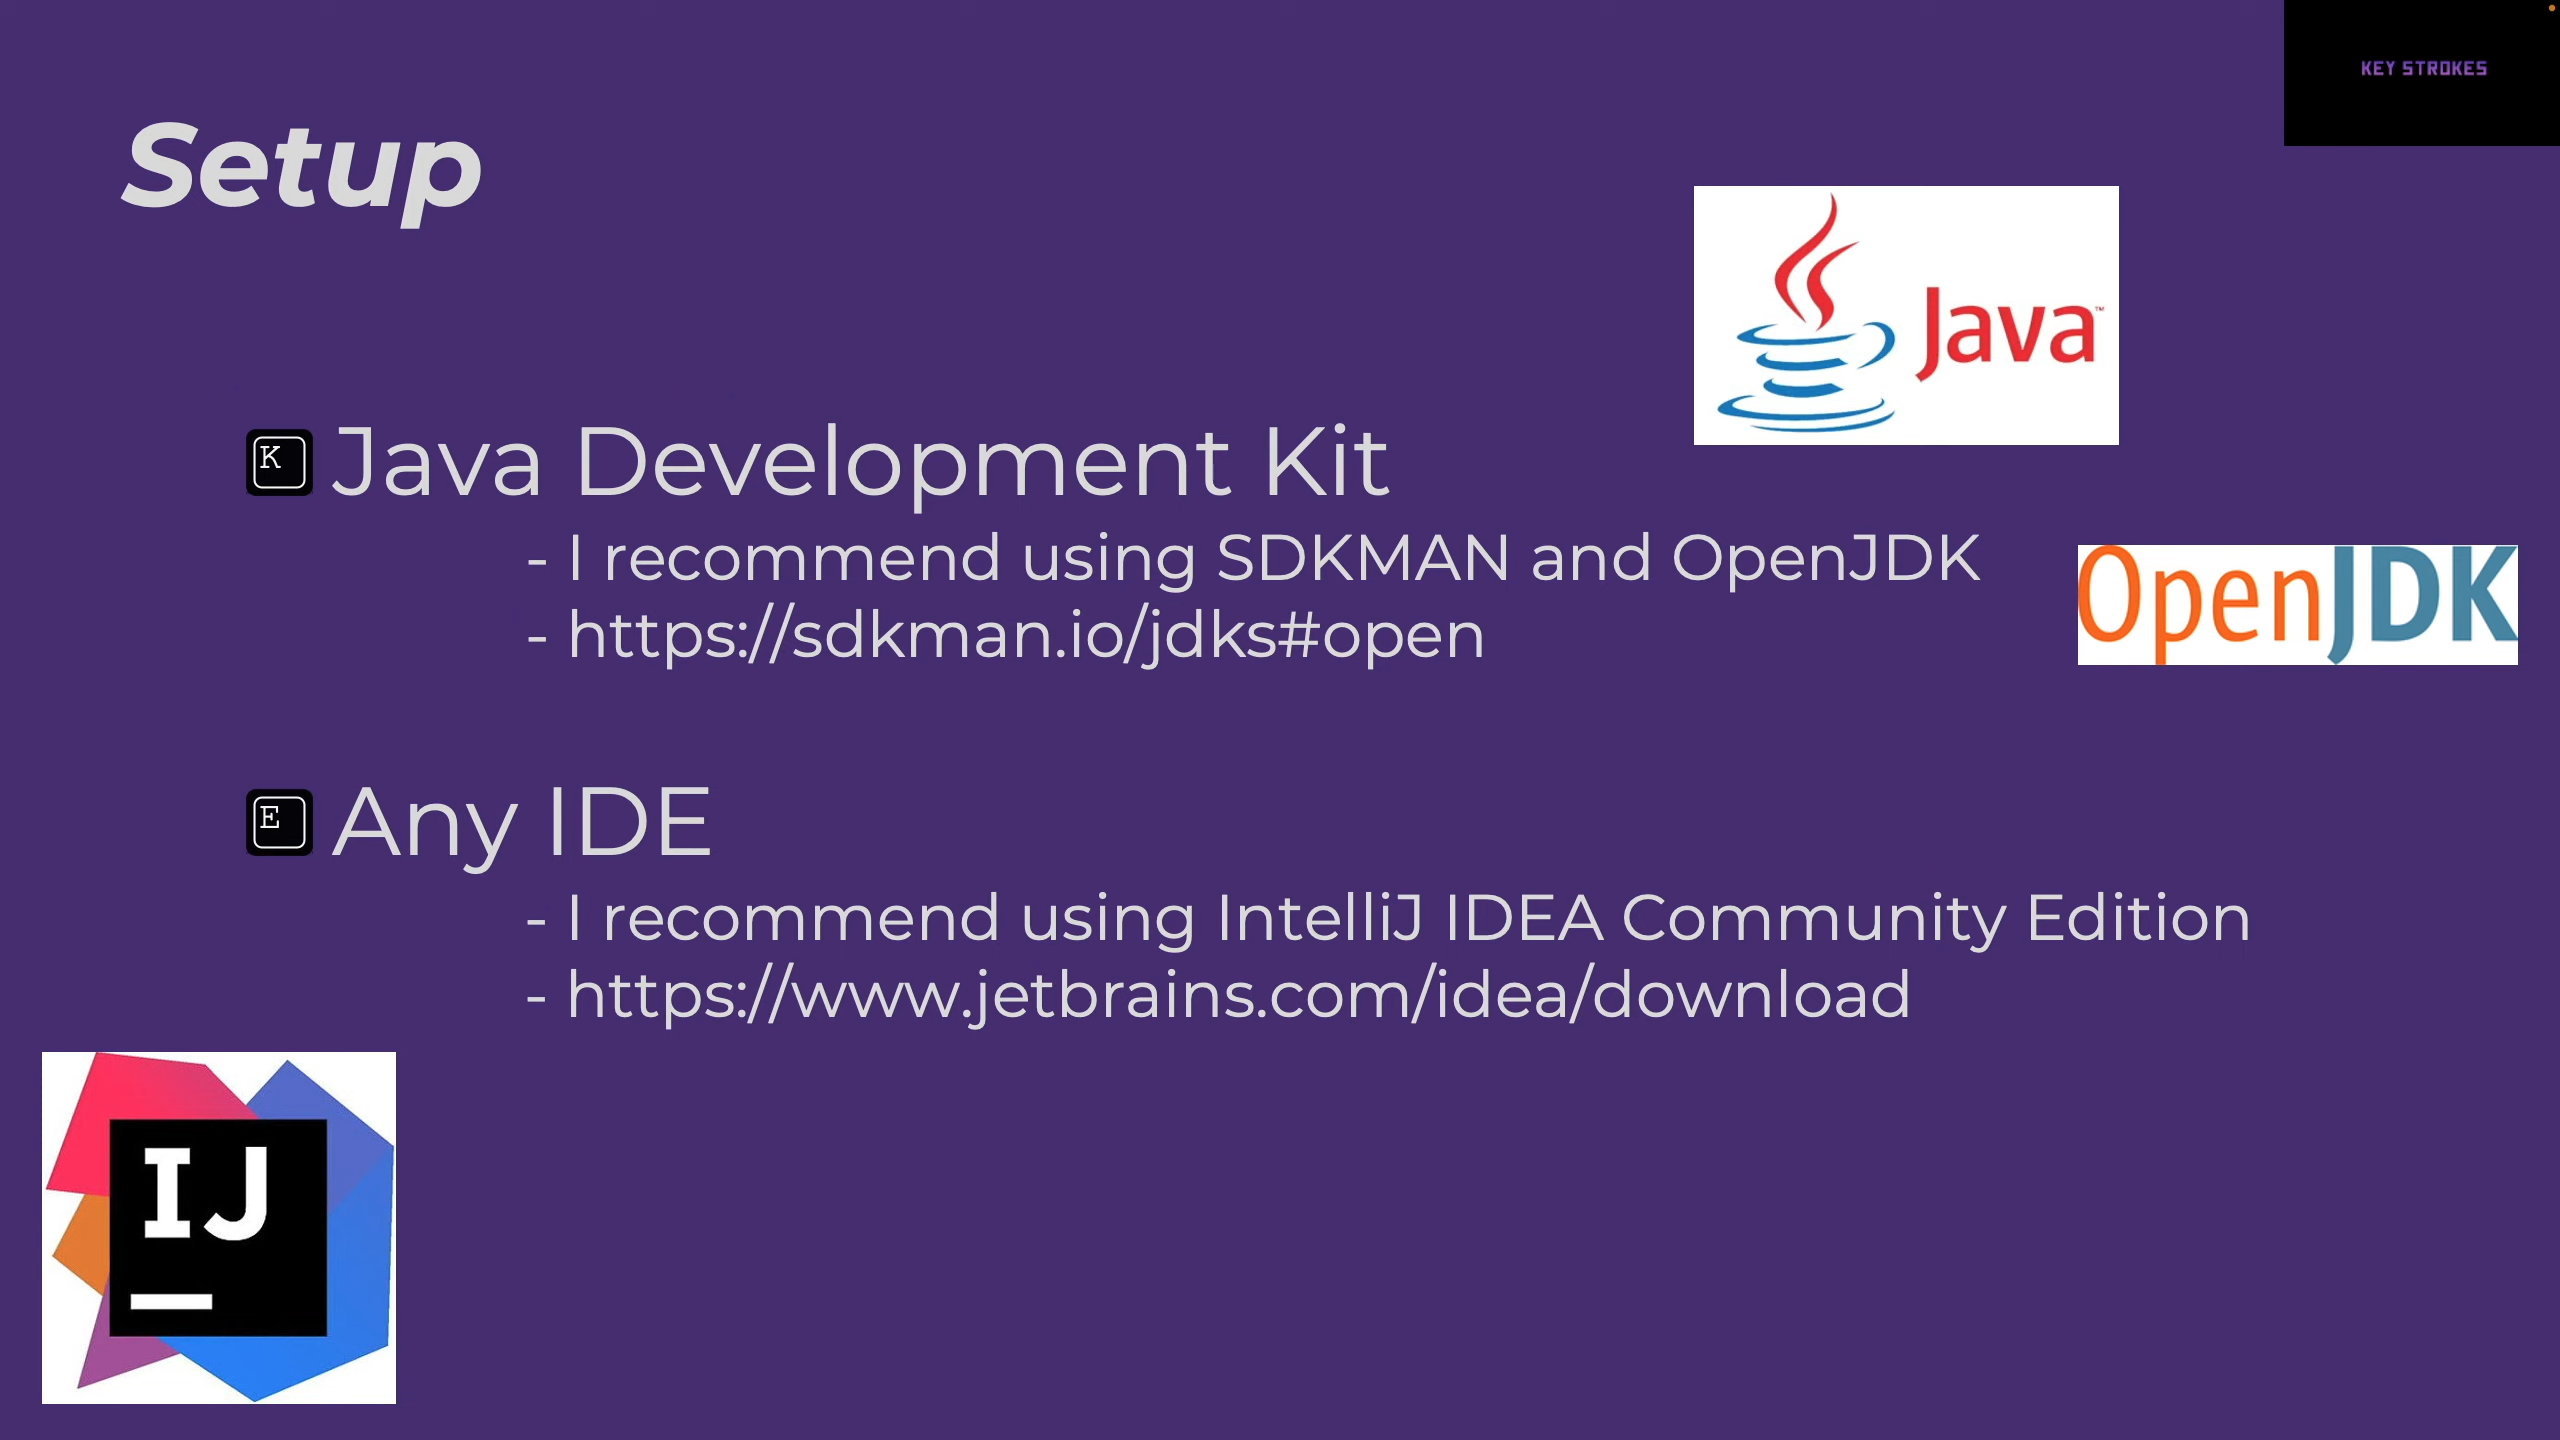 KEY STROKES
Setup
Java™
K Java Development Kit
- I recommend using SDKMAN and OpenJDK
- https://sdkman.io/jdks#open
OpenJDK
E Any IDE
- I recommend using IntelliJ IDEA Community Edition
- https://www.jetbrains.com/idea/download
IJ